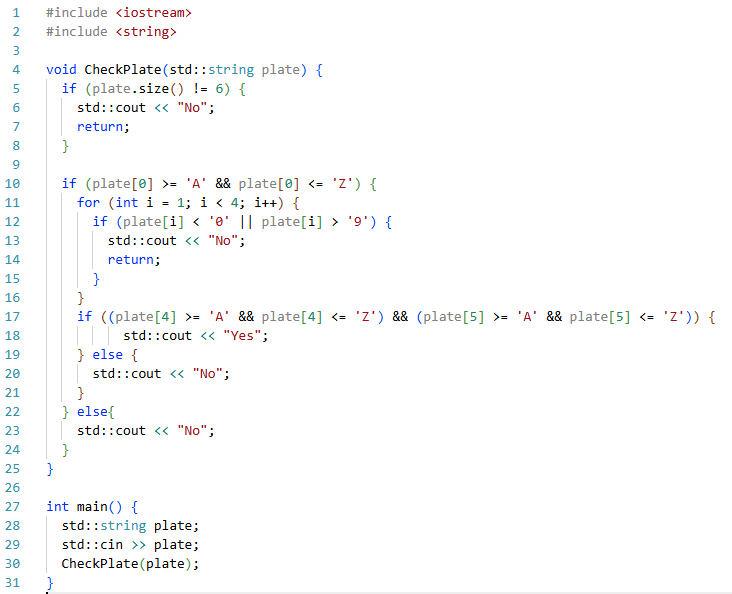 1 #include <iostream>
2 #include <string>
3
4 void CheckPlate(std::string plate) {
5   if (plate.size() != 6) {
6     std::cout << "No";
7     return;
8   }
9
10   if (plate[0] >= 'A' && plate[0] <= 'Z') {
11     for (int i = 1; i < 4; i++) {
12       if (plate[i] < '0' || plate[i] > '9') {
13         std::cout << "No";
14         return;
15       }
16     }
17     if ((plate[4] >= 'A' && plate[4] <= 'Z') && (plate[5] >= 'A' && plate[5] <= 'Z')) {
18           std::cout << "Yes";
19     } else {
20       std::cout << "No";
21     }
22   } else{
23     std::cout << "No";
24   }
25 }
26
27 int main() {
28   std::string plate;
29   std::cin >> plate;
30   CheckPlate(plate);
31 }